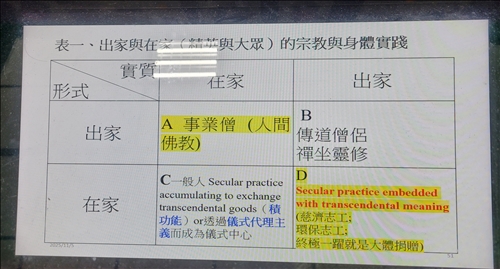 表一、出家與在家（精英與大眾）的宗教與身體實踐
實質
形式
在家
出家
出家
A 事業僧 (人間
佛教)
B
傳道僧侶
禪坐靈修
在家
C一般人 Secular practice
accumulating to exchange
transcendental goods (積
功能) or透過儀式代理主
義而成為儀式中心
D
Secular practice embedded
with transcendental meaning
(慈濟志工;
環保志工;
終極一躍就是大體捐贈)
53